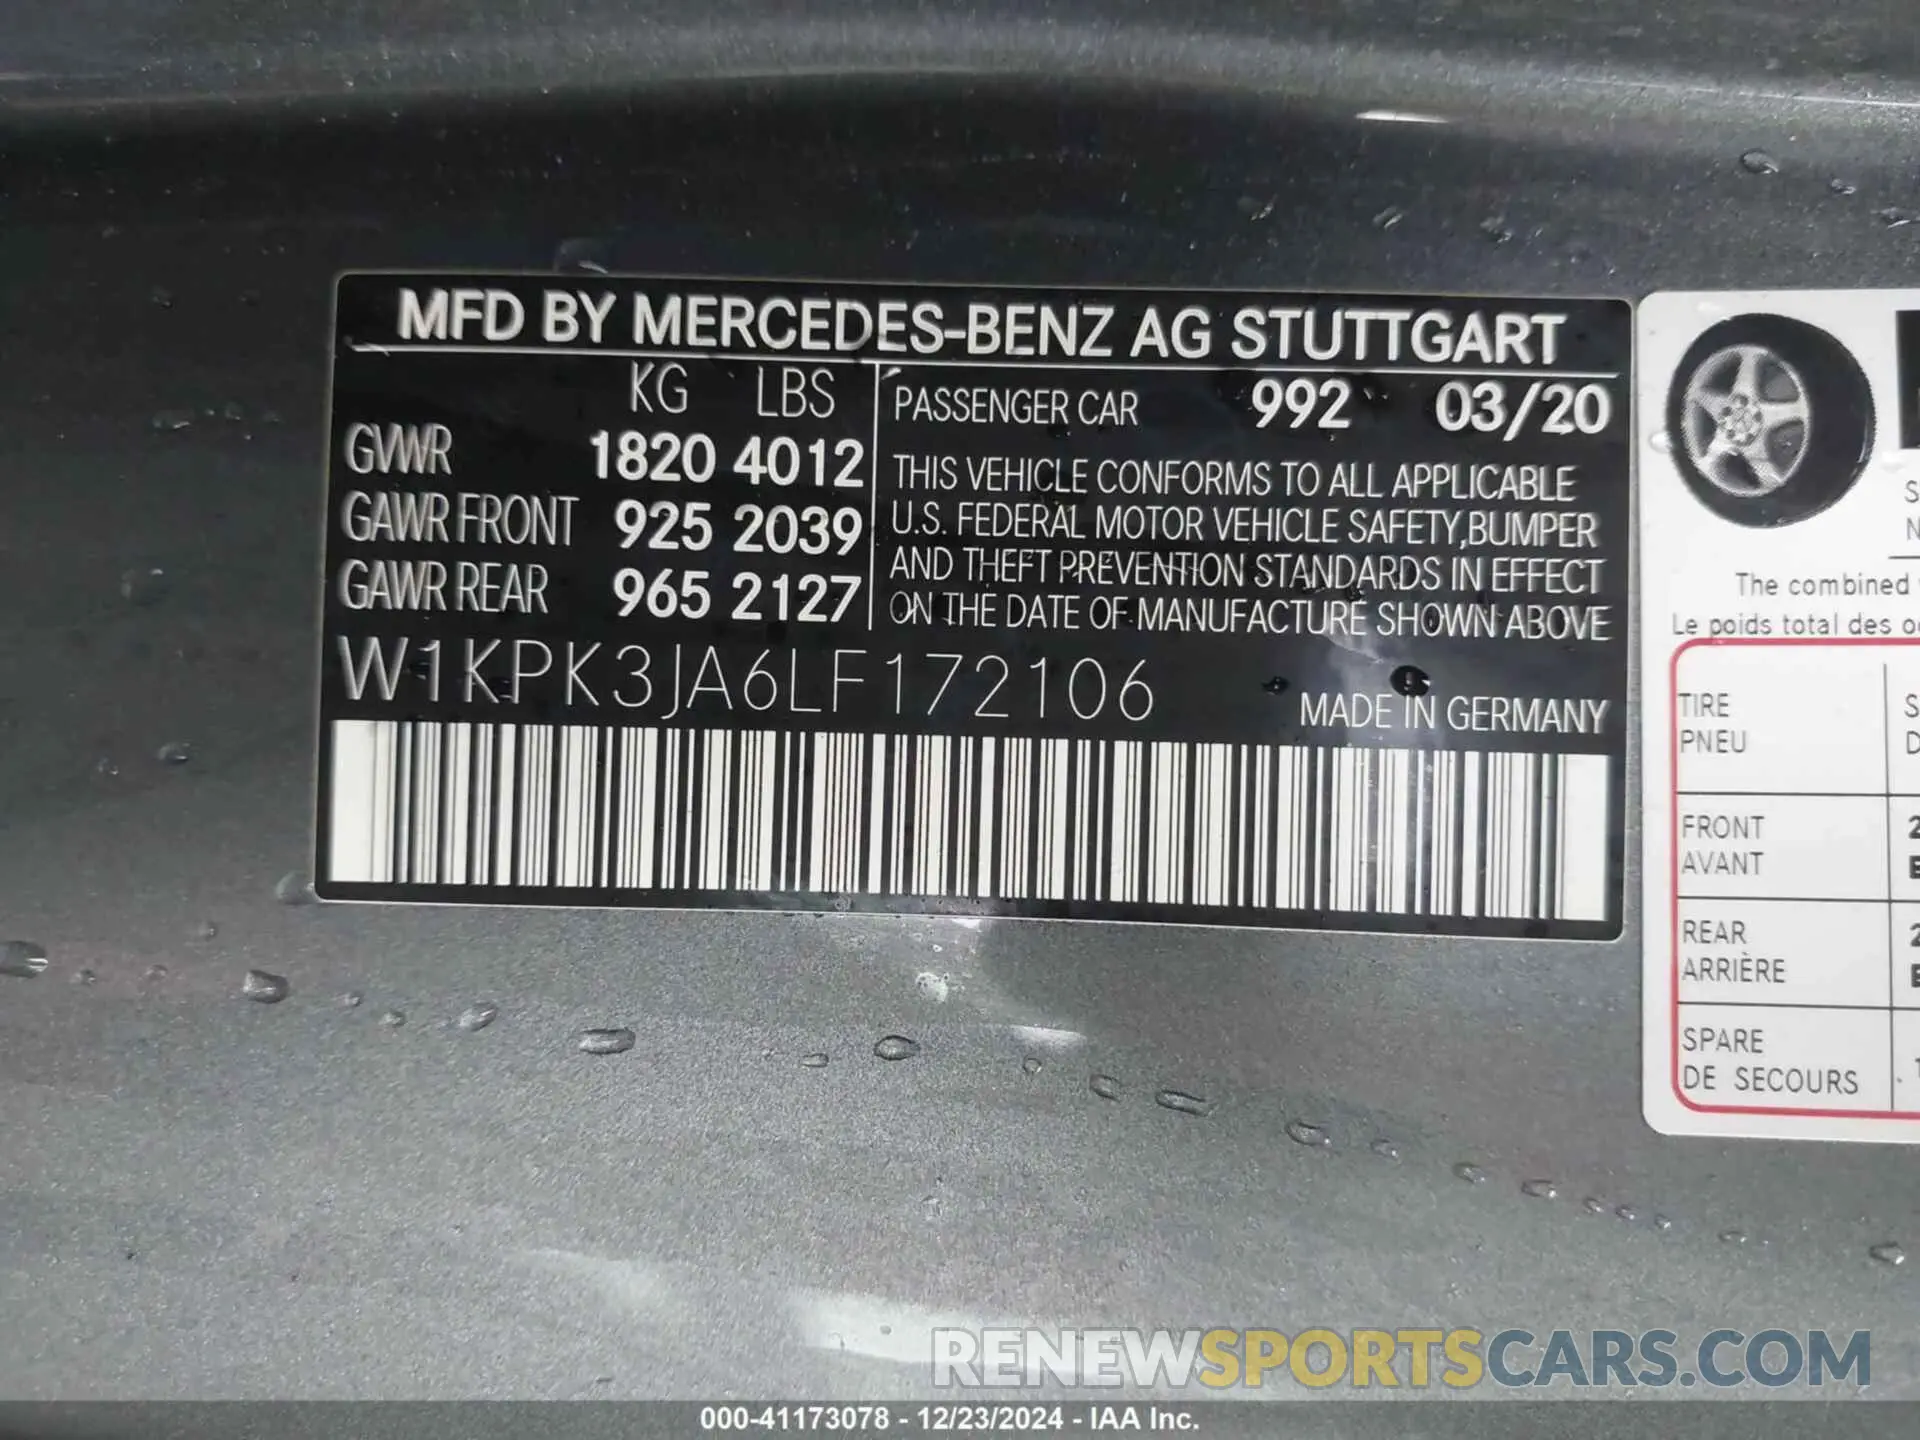 MFD BY MERCEDES-BENZ AG STUTTGART
KG LBS
GVWR 1820 4012
GAWR FRONT 925 2039
GAWR REAR 965 2127
PASSENGER CAR 992 03/20
THIS VEHICLE CONFORMS TO ALL APPLICABLE
U.S. FEDERAL MOTOR VEHICLE SAFETY,BUMPER
AND THEFT PREVENTION STANDARDS IN EFFECT
ON THE DATE OF MANUFACTURE SHOWN ABOVE
W1KPK3JA6LF172106
MADE IN GERMANY
The combined
Le poids total des
TIRE
PNEU
FRONT
AVANT
REAR
ARRIÈRE
SPARE
DE SECOURS
RENEWSPORTSCARS.COM
000-41173078 - 12/23/2024 - IAA Inc.